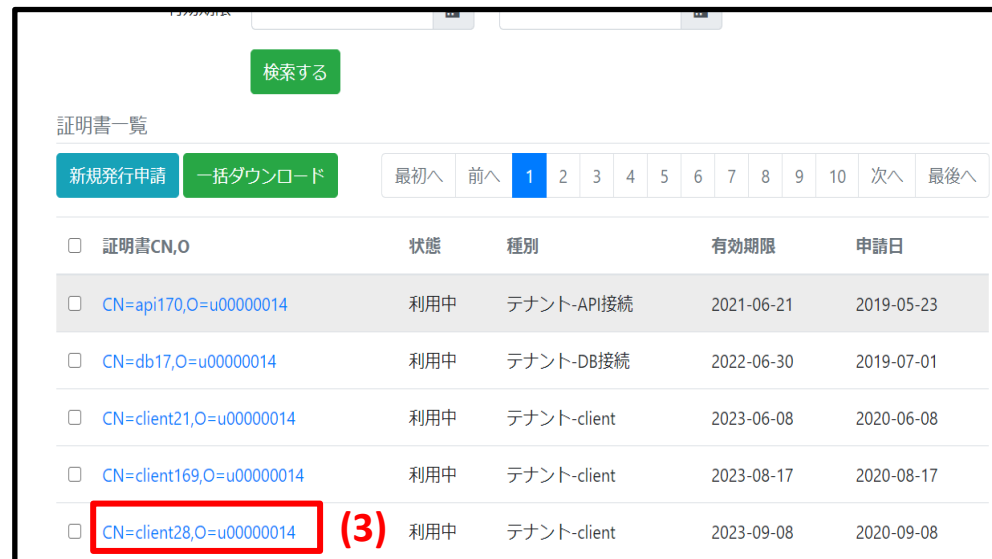 有効期限
検索する
証明書一覧
新規発行申請 一括ダウンロード 最初へ 前へ 1 2 3 4 5 6 7 8 9 10 次へ 最後へ
証明書CN,O 状態 種別 有効期限 申請日
CN=api170,O=u00000014 利用中 テナント-API接続 2021-06-21 2019-05-23
CN=db17,O=u00000014 利用中 テナント-DB接続 2022-06-30 2019-07-01
CN=client21,O=u00000014 利用中 テナント-client 2023-06-08 2020-06-08
CN=client169,O=u00000014 利用中 テナント-client 2023-08-17 2020-08-17
CN=client28,O=u00000014 (3) 利用中 テナント-client 2023-09-08 2020-09-08